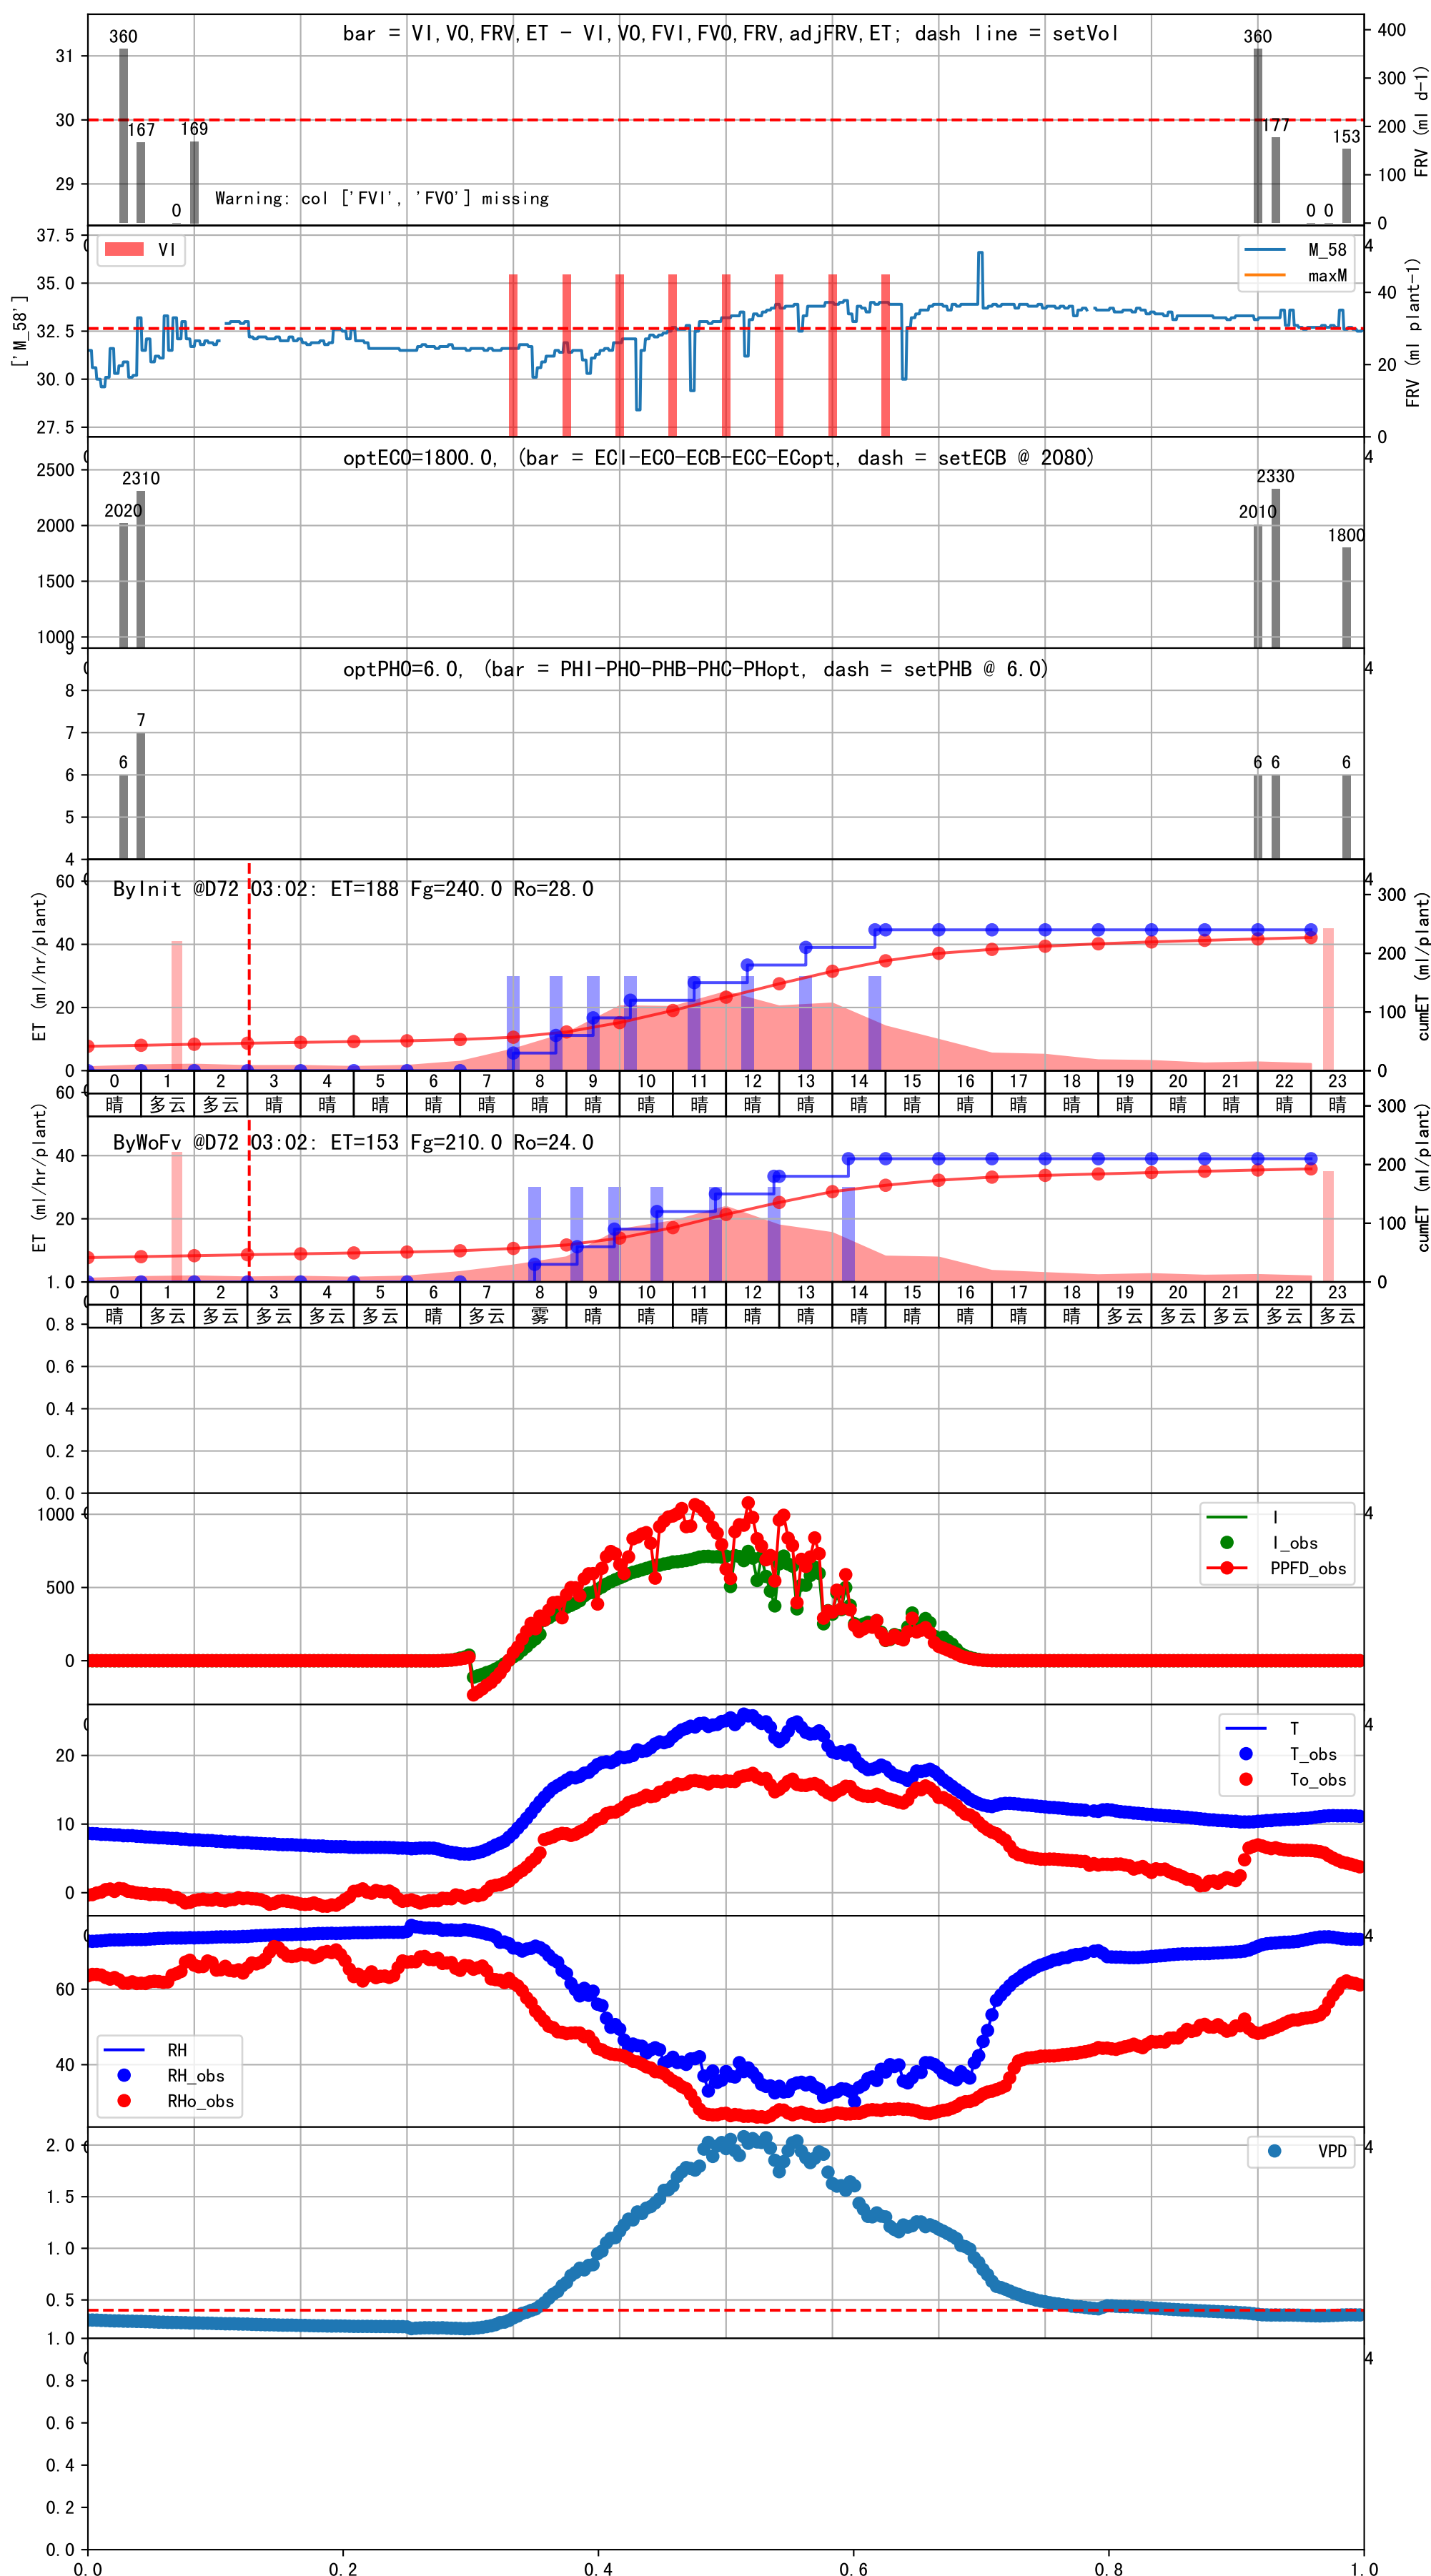 bar = VI,VO,FRV,ET - VI,VO,FVI,FVO,FRV,adjFRV,ET; dash line = setVol
360 167 0 169 360 177 0 0 153
Warning: col ['FVI', 'FVO'] missing
31 30 29
400 300 200 100 0
FRV (ml d-1)
VI
M_58
maxM
['M_58']
37.5 35.0 32.5 30.0 27.5
40 20 0
FRV (ml plant-1)
optECO=1800.0, (bar = ECI-ECO-ECB-ECC-ECopt, dash = setECB @ 2080)
2500 2000 1500 1000
2020 2310 2010 2330 1800
optPHO=6.0, (bar = PHI-PHO-PHB-PHC-PHopt, dash = setPHB @ 6.0)
9 8 7 6 5 4
6 7 6 6 6
ByInit @D72 03:02: ET=188 Fg=240.0 Ro=28.0
ET (ml/hr/plant)
60 40 20 0
300 200 100 0
cumET (ml/plant)
0 1 2 3 4 5 6 7 8 9 10 11 12 13 14 15 16 17 18 19 20 21 22 23
晴 多云 多云 晴 晴 晴 晴 晴 晴 晴 晴 晴 晴 晴 晴 晴 晴 晴 晴 晴 晴 晴 晴 晴
ByWoFv @D72 03:02: ET=153 Fg=210.0 Ro=24.0
ET (ml/hr/plant)
60 40 20
300 200 100 0
cumET (ml/plant)
0 1 2 3 4 5 6 7 8 9 10 11 12 13 14 15 16 17 18 19 20 21 22 23
晴 多云 多云 多云 多云 多云 晴 多云 雾 晴 晴 晴 晴 晴 晴 晴 晴 晴 晴 多云 多云 多云 多云 多云
1.0 0.8 0.6 0.4 0.2 0.0
1000 500 0
I
I_obs
PPFD_obs
20 10 0
T
T_obs
To_obs
60 40
RH
RH_obs
RHo_obs
2.0 1.5 1.0 0.5
VPD
1.0 0.8 0.6 0.4 0.2 0.0
0.0 0.2 0.4 0.6 0.8 1.0